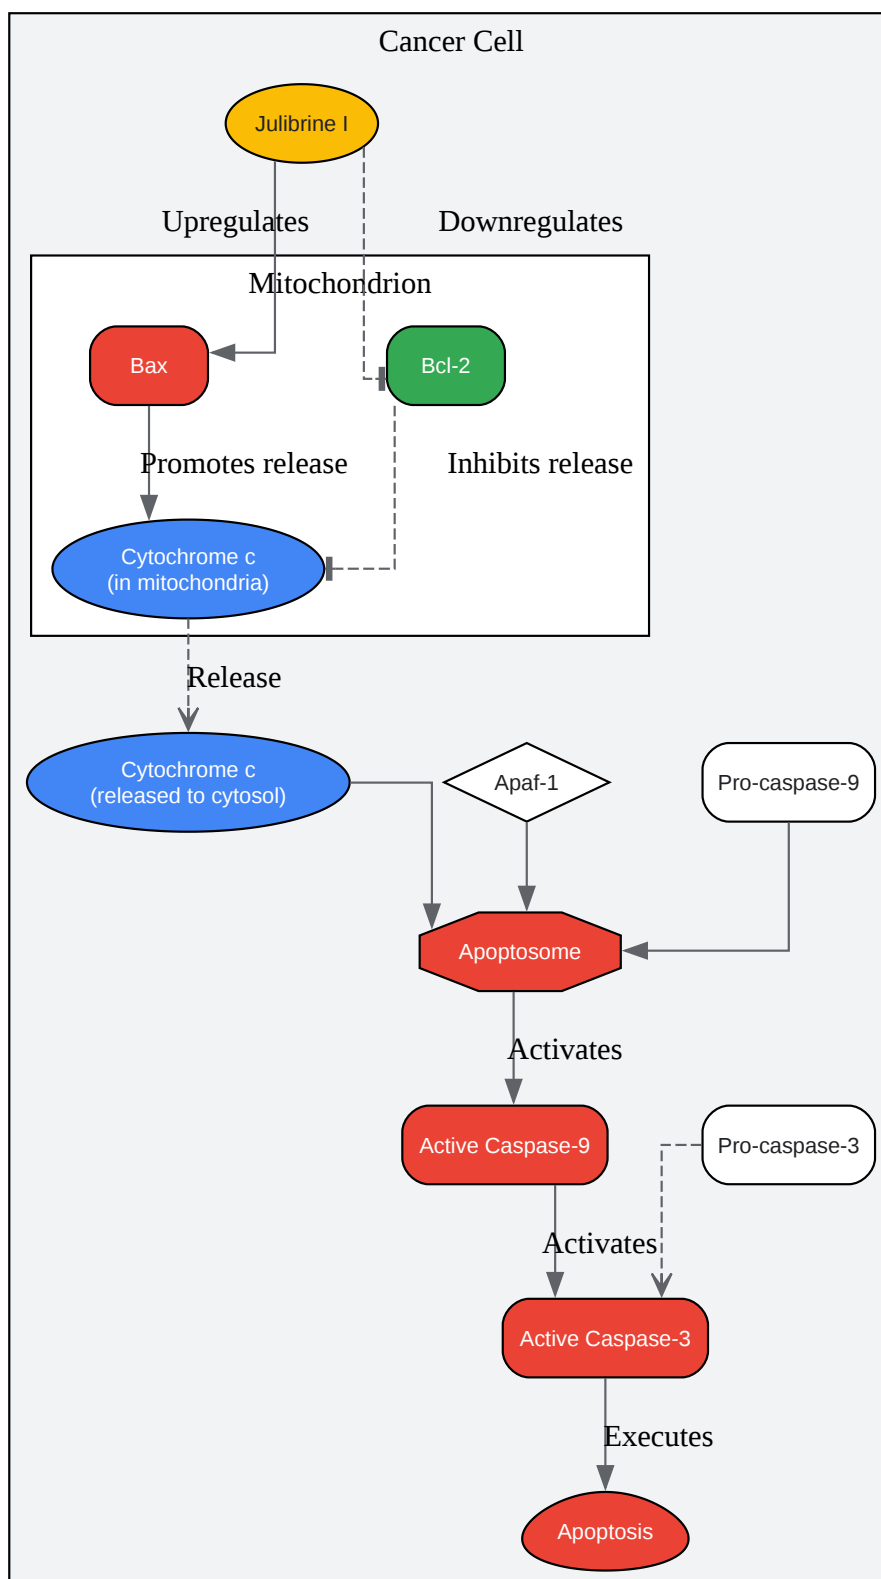 Cancer Cell
Julibrine I
Upregulates
Downregulates
Mitochondrion
Bax
Bcl-2
Promotes release
Inhibits release
Cytochrome c
(in mitochondria)
Release
Cytochrome c
(released to cytosol)
Apaf-1
Pro-caspase-9
Apoptosome
Activates
Active Caspase-9
Pro-caspase-3
Activates
Active Caspase-3
Executes
Apoptosis